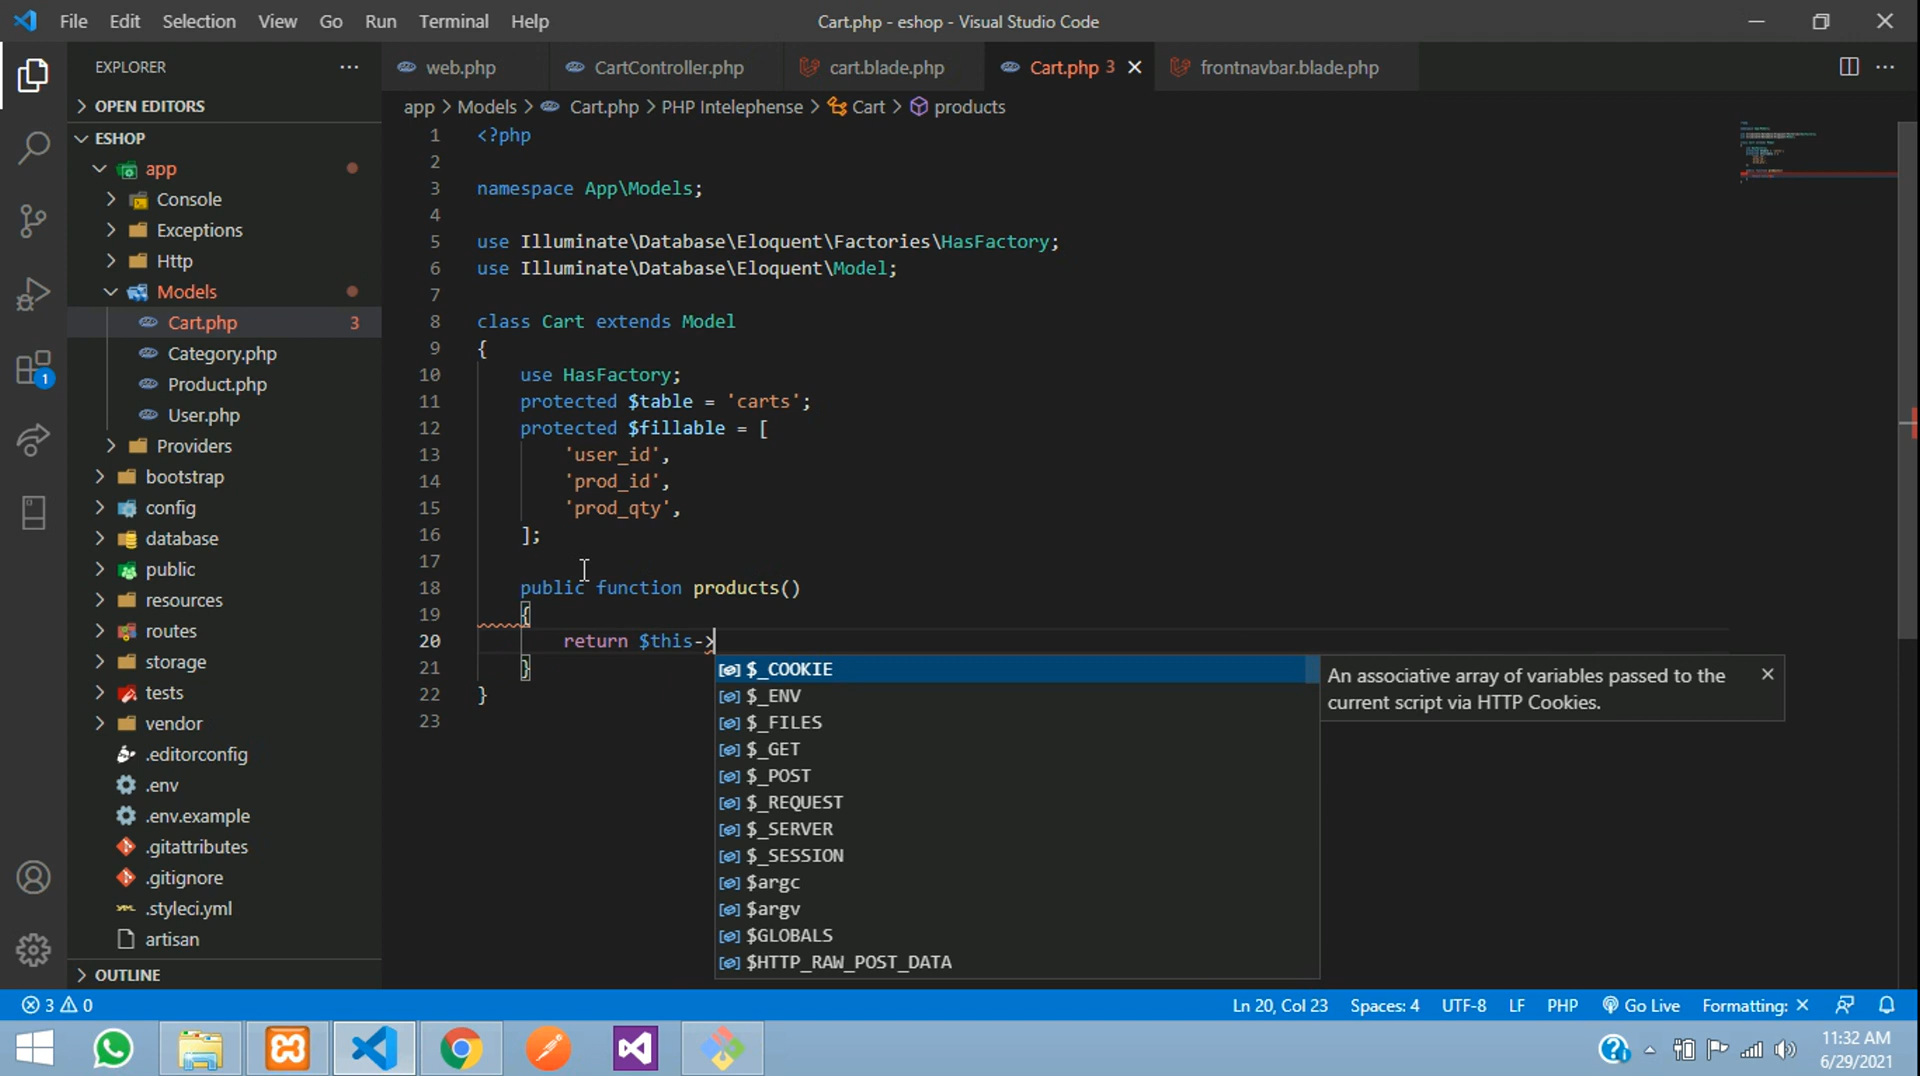 File Edit Selection View Go Run Terminal Help
Cart.php - eshop - Visual Studio Code
EXPLORER
OPEN EDITORS
ESHOP
app
Console
Exceptions
Http
Models
Cart.php 3
Category.php
Product.php
User.php
Providers
bootstrap
config
database
public
resources
routes
storage
tests
vendor
.editorconfig
.env
.env.example
.gitattributes
.gitignore
.styleci.yml
artisan
OUTLINE
1
web.php CartController.php cart.blade.php Cart.php 3 frontnavbar.blade.php
app > Models > Cart.php > PHP Intelephense > Cart > products
1 <?php
2
3 namespace App\Models;
4
5 use Illuminate\Database\Eloquent\Factories\HasFactory;
6 use Illuminate\Database\Eloquent\Model;
7
8 class Cart extends Model
9 {
10 use HasFactory;
11 protected $table = 'carts';
12 protected $fillable = [
13 'user_id',
14 'prod_id',
15 'prod_qty',
16 ];
17
18 public function products()
19 {
20 return $this->
21 }
22 }
23
$_COOKIE
$_ENV
$_FILES
$_GET
$_POST
$_REQUEST
$_SERVER
$_SESSION
$argc
$argv
$GLOBALS
$HTTP_RAW_POST_DATA
An associative array of variables passed to the
current script via HTTP Cookies.
3 0
Ln 20, Col 23 Spaces: 4 UTF-8 LF PHP Go Live Formatting: ×
11:32 AM
6/29/2021